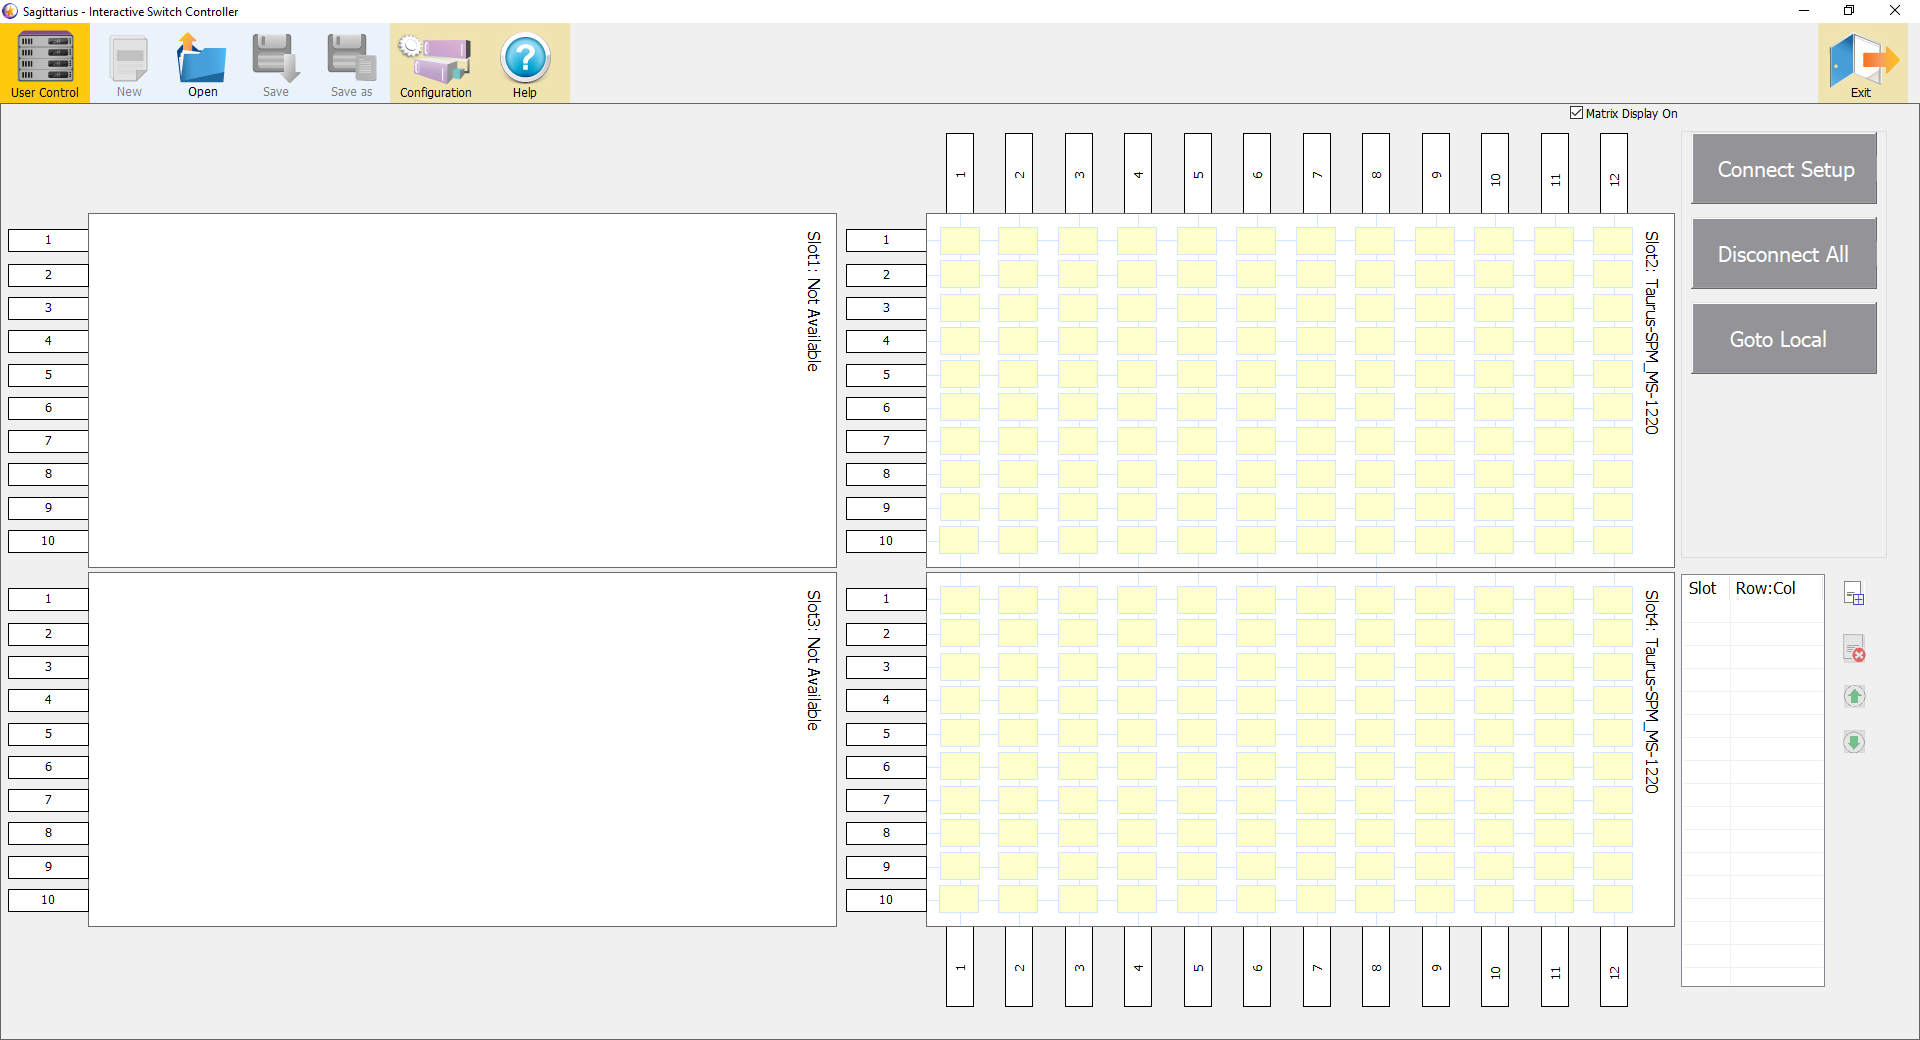 Sagittarius - Interactive Switch Controller
User Control
New
Open
Save
Save as
Configuration
Help
Exit
Matrix Display On
1 2 3 4 5 6 7 8 9 10 11 12
1
2
3
4
5
6
7
8
9
10
Slot1: Not Available
1
2
3
4
5
6
7
8
9
10
Slot2: Taurus-SPM_MS-1220
Connect Setup
Disconnect All
Goto Local
1
2
3
4
5
6
7
8
9
10
Slot3: Not Available
1
2
3
4
5
6
7
8
9
10
Slot4: Taurus-SPM_MS-1220
Slot Row:Col
1 2 3 4 5 6 7 8 9 10 11 12